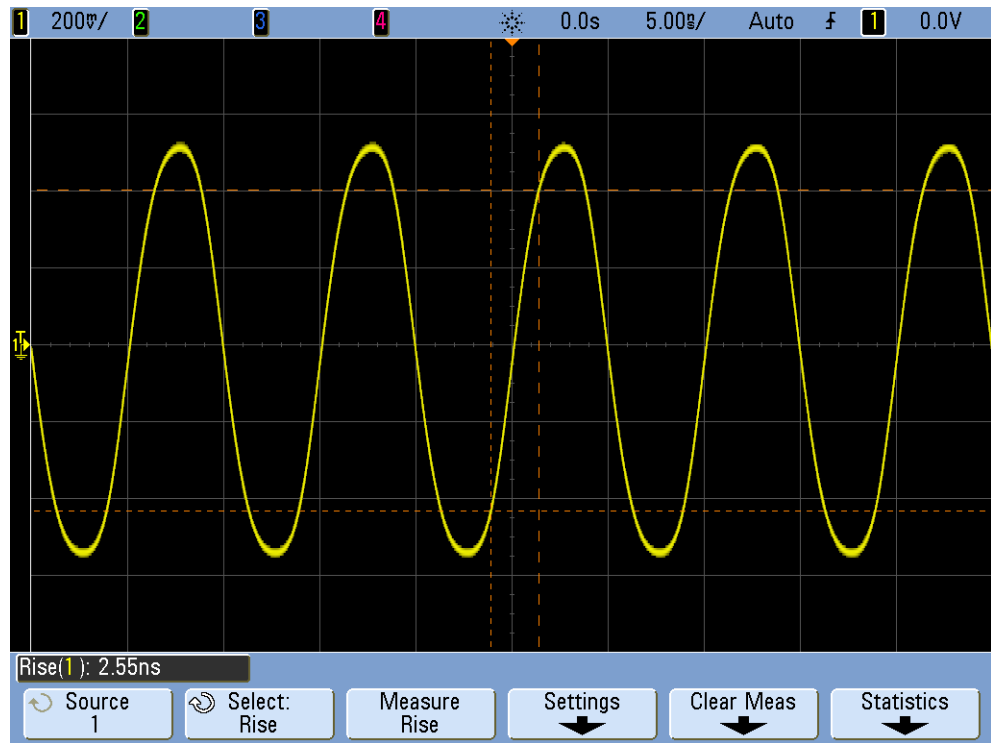 1 200mV/ 2 3 4 0.0s 5.00ns/ Auto 1 0.0V
T
1
Rise(1): 2.55ns
Source Select: Measure Settings Clear Meas Statistics
1 Rise Rise